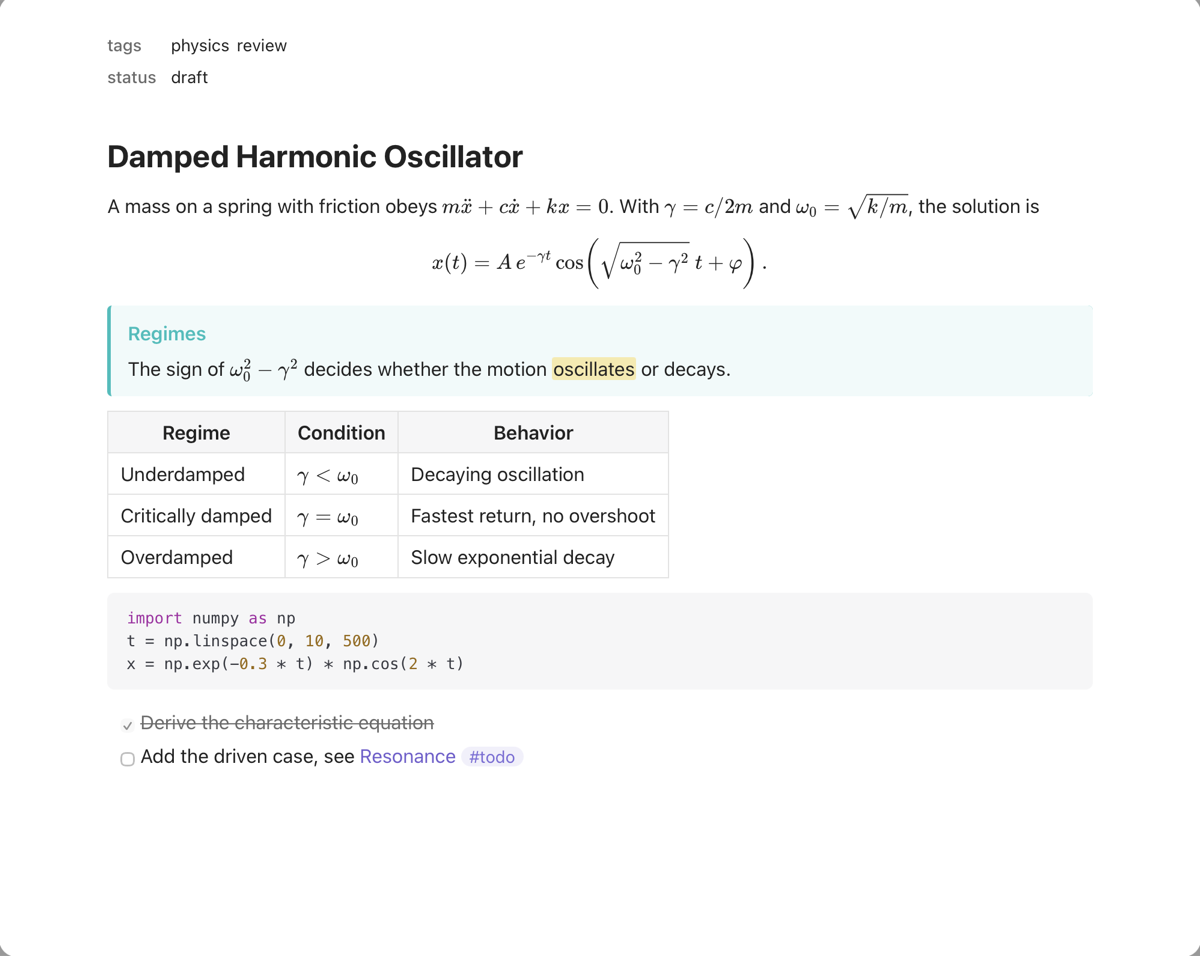 tags physics review
status draft
Damped Harmonic Oscillator
A mass on a spring with friction obeys mẍ + cẋ + kx = 0. With γ = c/2m and ω₀ = √(k/m), the solution is
x(t) = A e^{−γt} cos(√(ω₀² − γ²) t + φ).
Regimes
The sign of ω₀² − γ² decides whether the motion oscillates or decays.
Regime Condition Behavior
Underdamped γ < ω₀ Decaying oscillation
Critically damped γ = ω₀ Fastest return, no overshoot
Overdamped γ > ω₀ Slow exponential decay
import numpy as np
t = np.linspace(0, 10, 500)
x = np.exp(-0.3 * t) * np.cos(2 * t)
Derive the characteristic equation
Add the driven case, see Resonance #todo